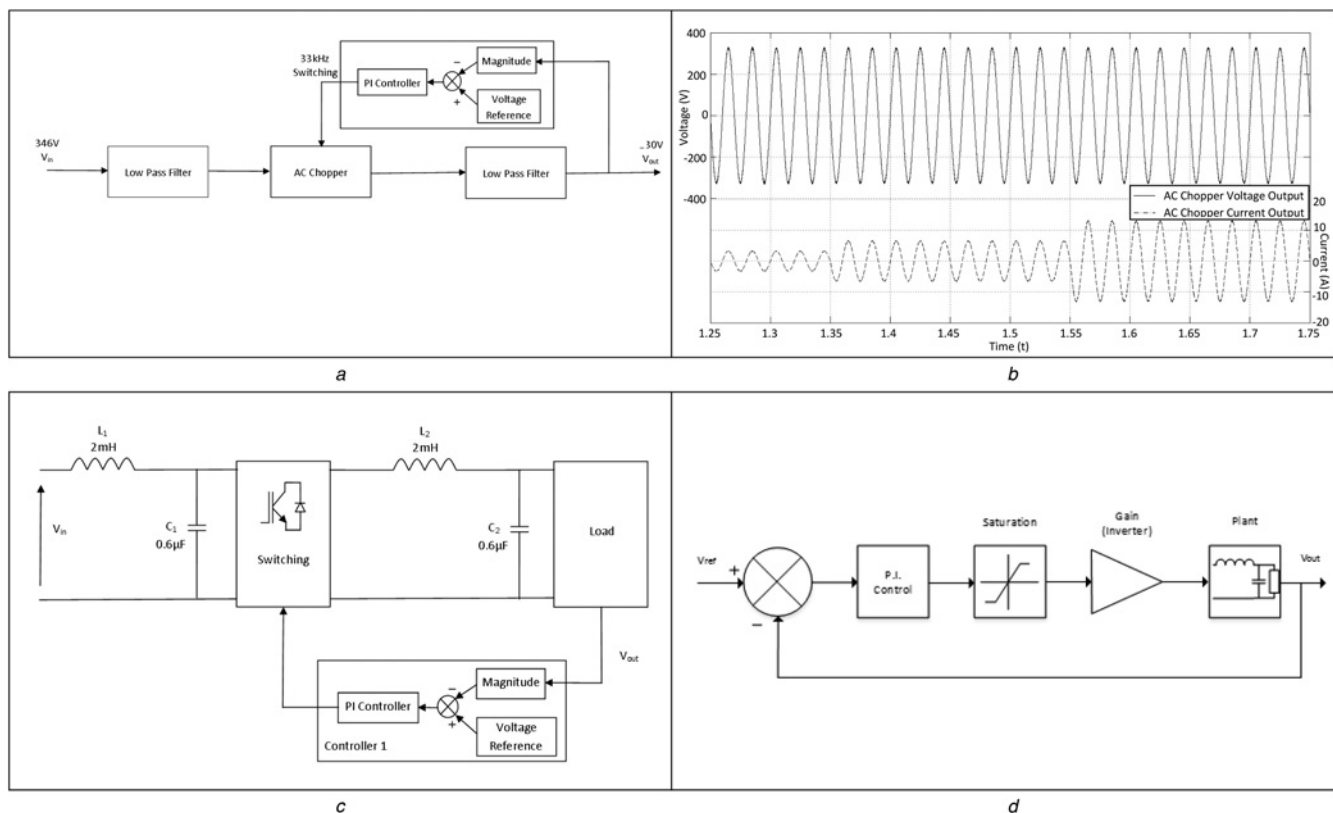 33kHz
Switching
Magnitude
PI Controller
−
+
Voltage
Reference
346V
Vin
Low Pass Filter
AC Chopper
Low Pass Filter
30V
Vout
a
400
200
0
-200
-400
Voltage (V)
AC Chopper Voltage Output
AC Chopper Current Output
20
10
0
-10
-20
Current (A)
1.25 1.3 1.35 1.4 1.45 1.5 1.55 1.6 1.65 1.7 1.75
Time (t)
b
L1
2mH
L2
2mH
Vin
C1
0.6μF
Switching
C2
0.6μF
Load
Vout
Magnitude
PI Controller
−
+
Voltage
Reference
Controller 1
c
Vref
+
−
P.I.
Control
Saturation
Gain
(Inverter)
Plant
Vout
d